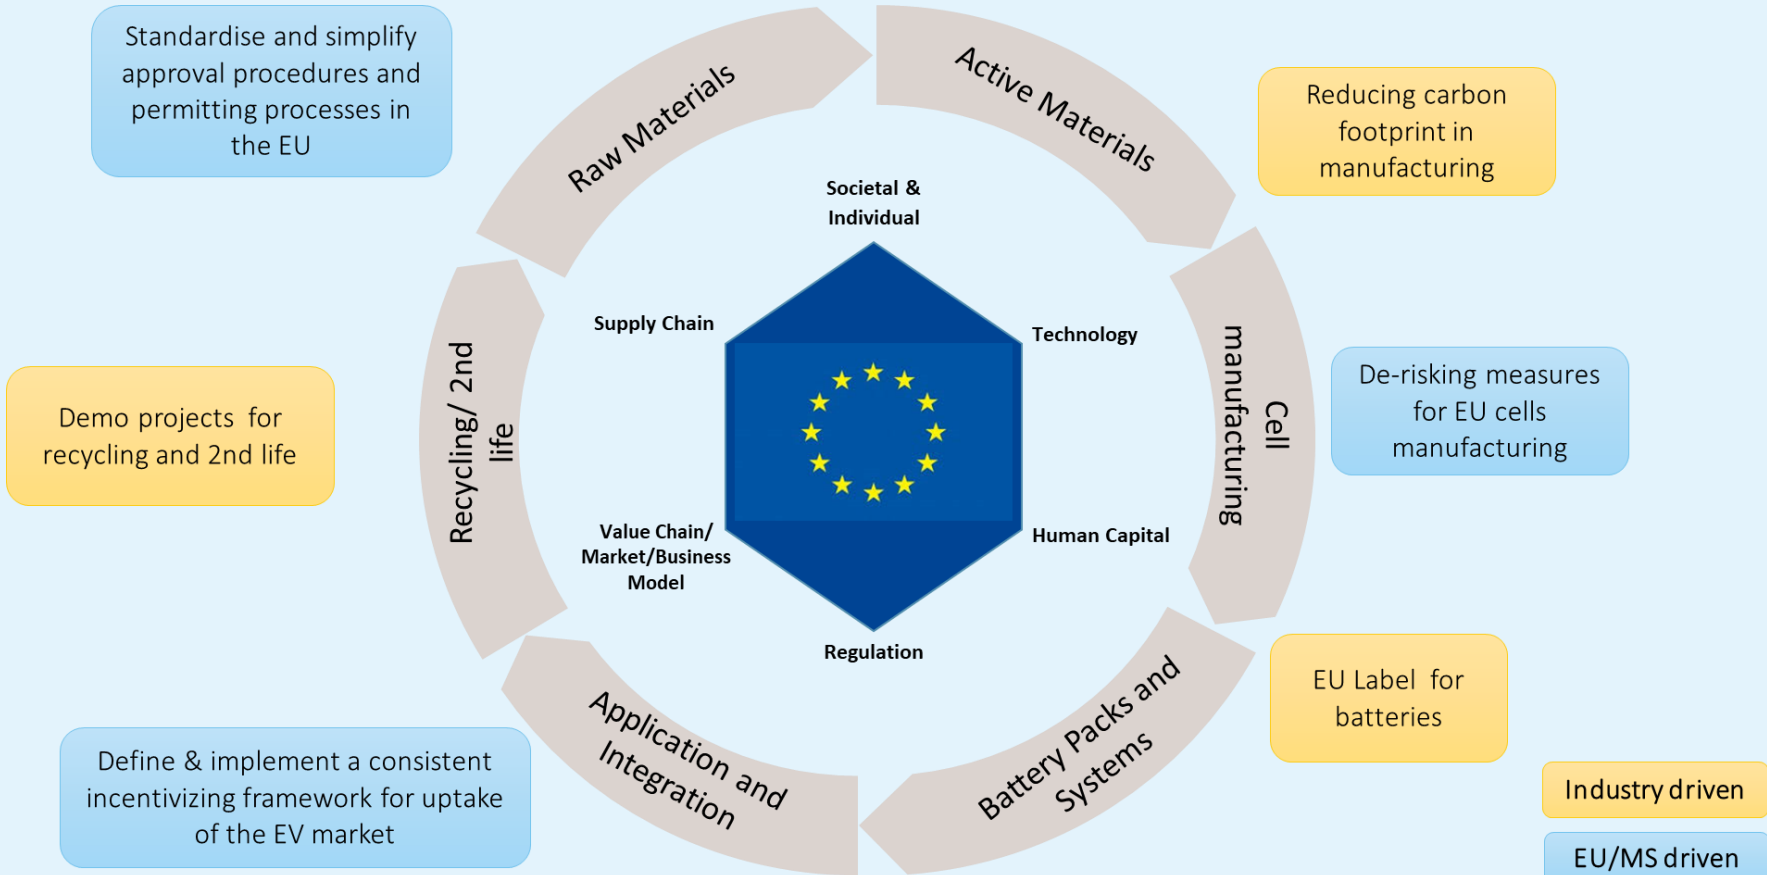 Standardise and simplify
approval procedures and
permitting processes in
the EU
Raw Materials
Active Materials
Reducing carbon
footprint in
manufacturing
Societal &
Individual
Supply Chain
Technology
Cell
manufacturing
De-risking measures
for EU cells
manufacturing
Demo projects for
recycling and 2nd life
Recycling/ 2nd
life
Value Chain/
Market/Business
Model
Human Capital
Regulation
EU Label for
batteries
Battery Packs and
Systems
Application and
Integration
Define & implement a consistent
incentivizing framework for uptake
of the EV market
Industry driven
EU/MS driven